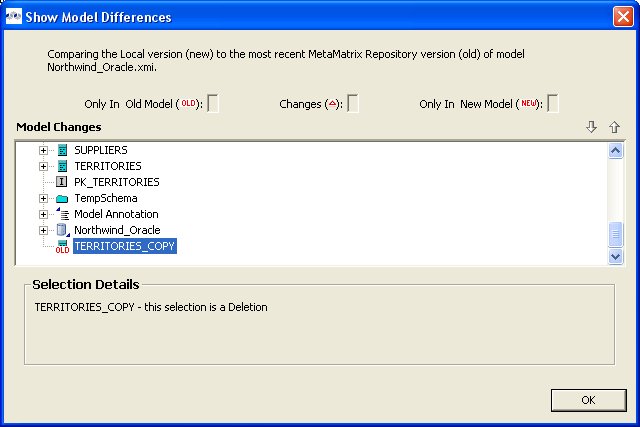 Show Model Differences
Comparing the Local version (new) to the most recent MetaMatrix Repository version (old) of model
Northwind_Oracle.xmi.
Only In Old Model ( OLD ): Changes ( ): Only In New Model ( NEW ):
Model Changes
SUPPLIERS
TERRITORIES
I PK_TERRITORIES
TempSchema
Model Annotation
Northwind_Oracle
OLD TERRITORIES_COPY
Selection Details
TERRITORIES_COPY - this selection is a Deletion
OK